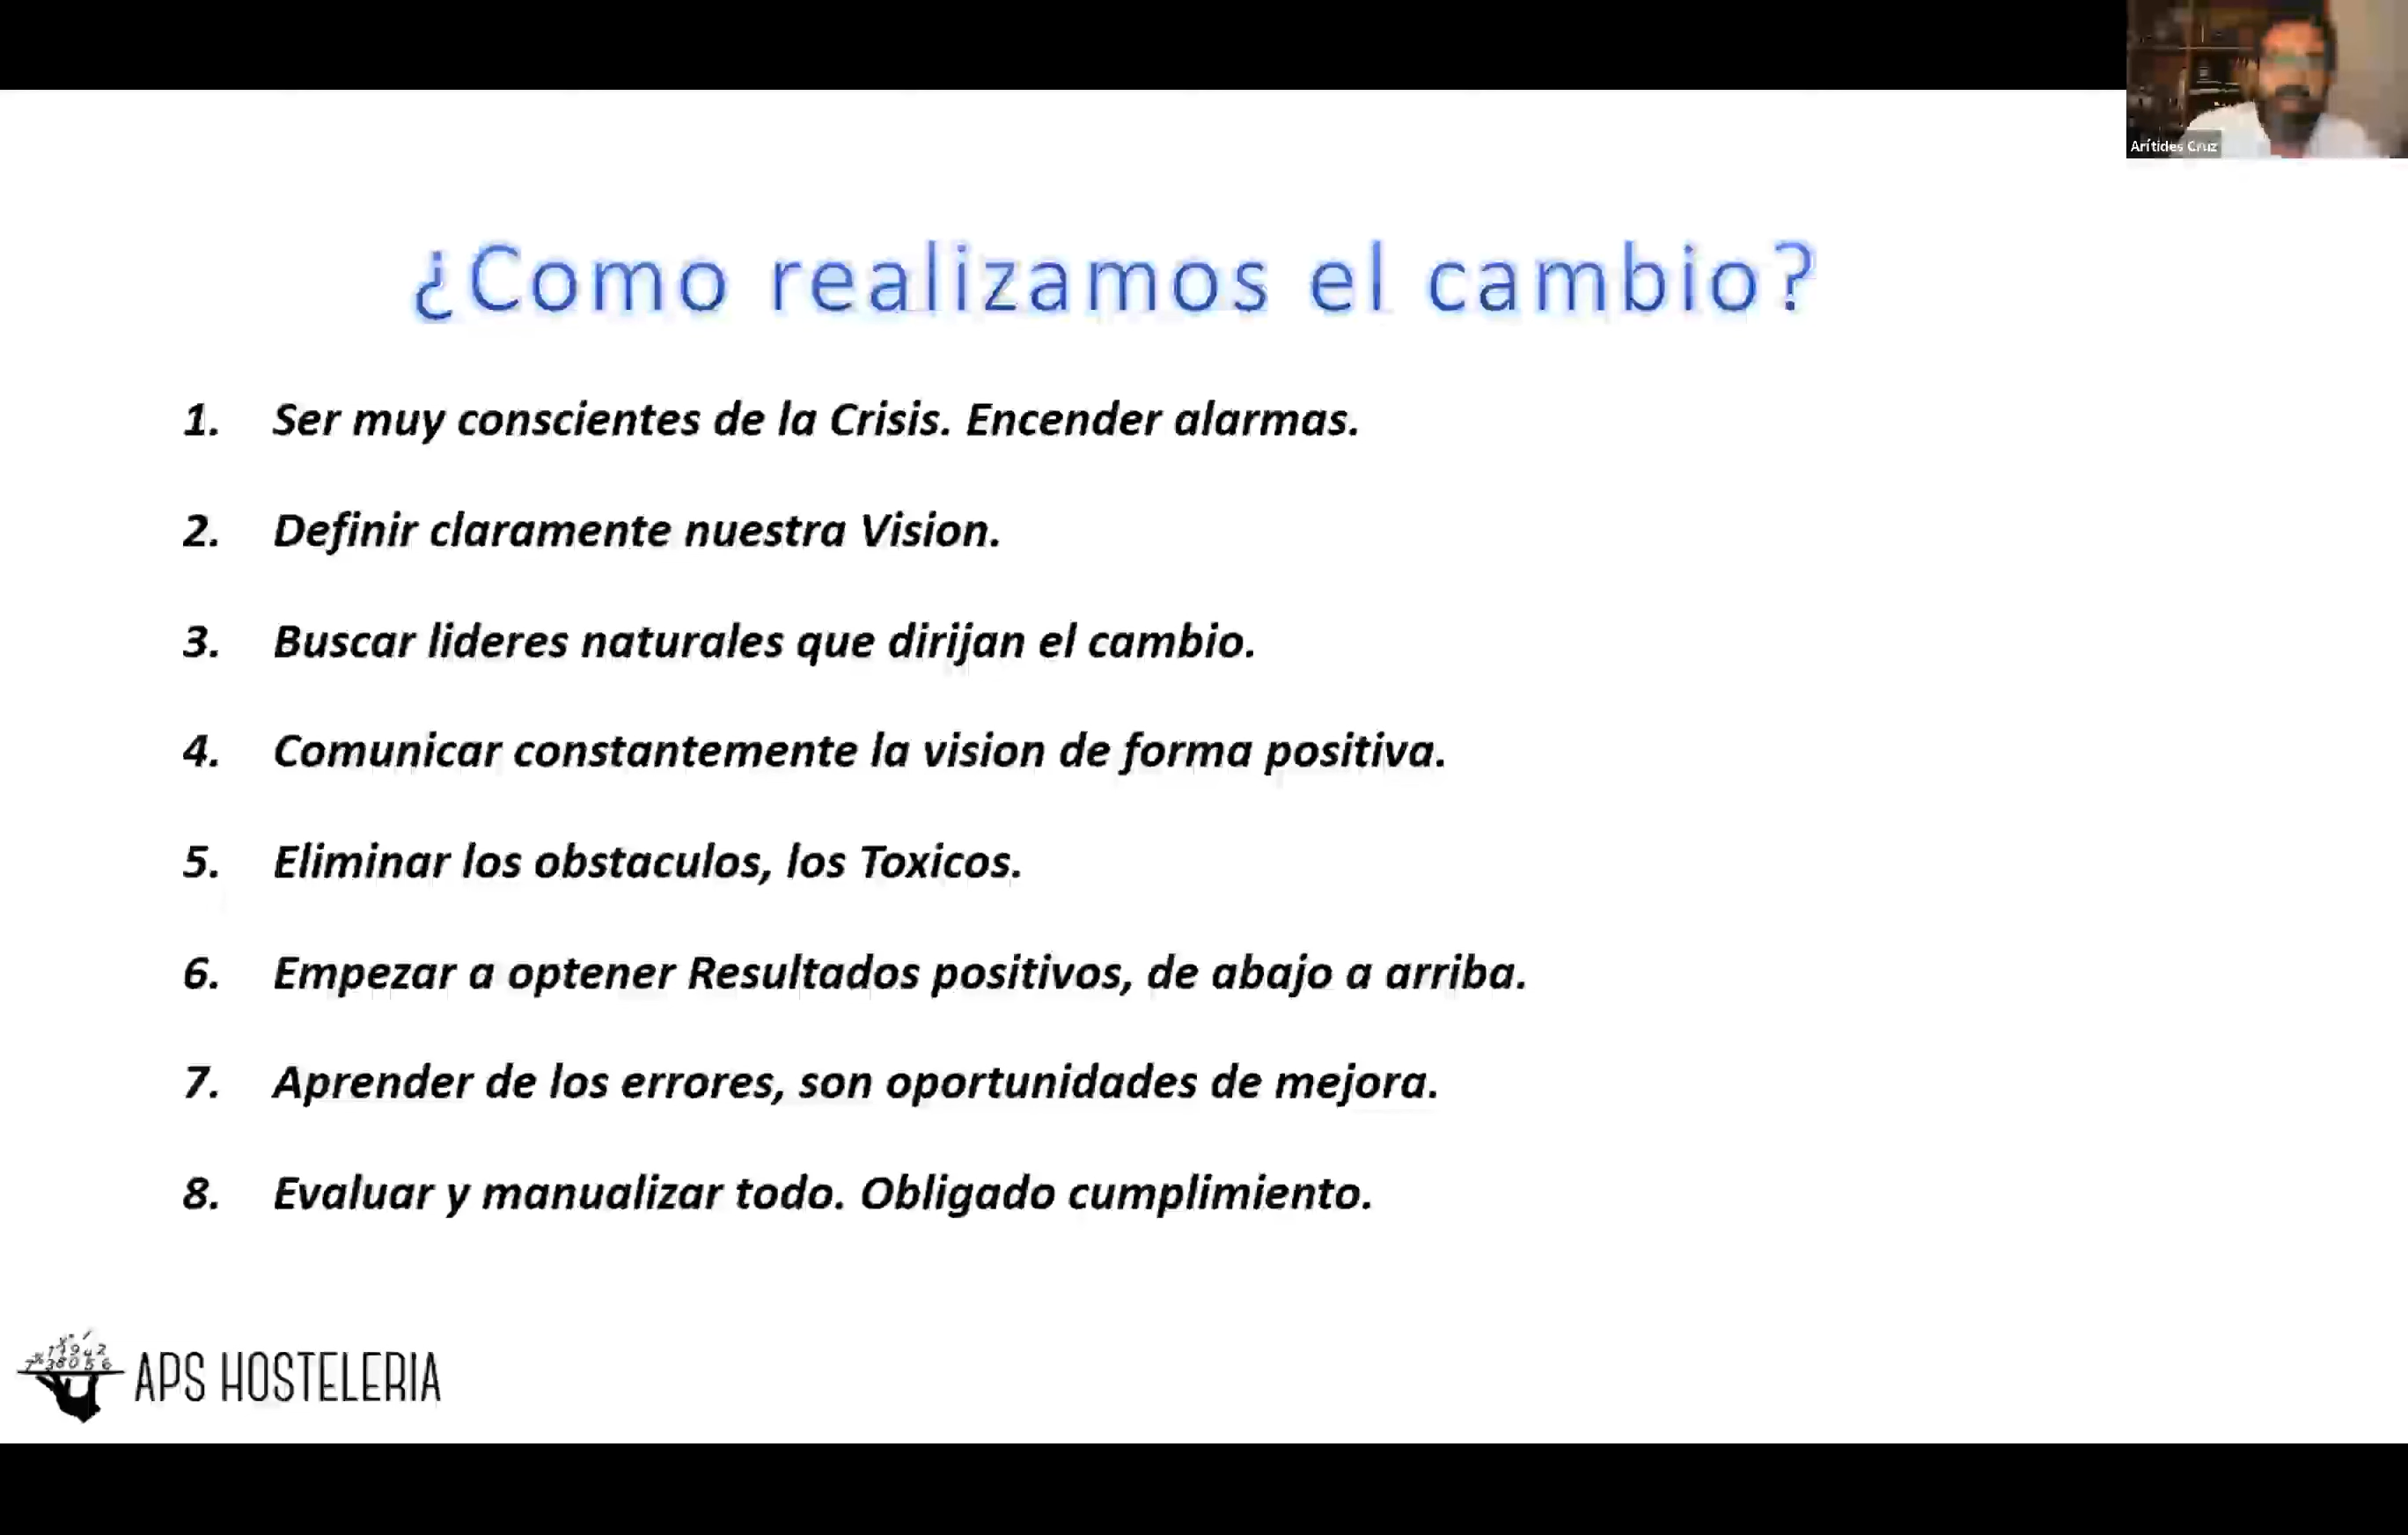 Arítides Cruz
¿Como realizamos el cambio?
1. Ser muy conscientes de la Crisis. Encender alarmas.
2. Definir claramente nuestra Vision.
3. Buscar lideres naturales que dirijan el cambio.
4. Comunicar constantemente la vision de forma positiva.
5. Eliminar los obstaculos, los Toxicos.
6. Empezar a optener Resultados positivos, de abajo a arriba.
7. Aprender de los errores, son oportunidades de mejora.
8. Evaluar y manualizar todo. Obligado cumplimiento.
APS HOSTELERIA